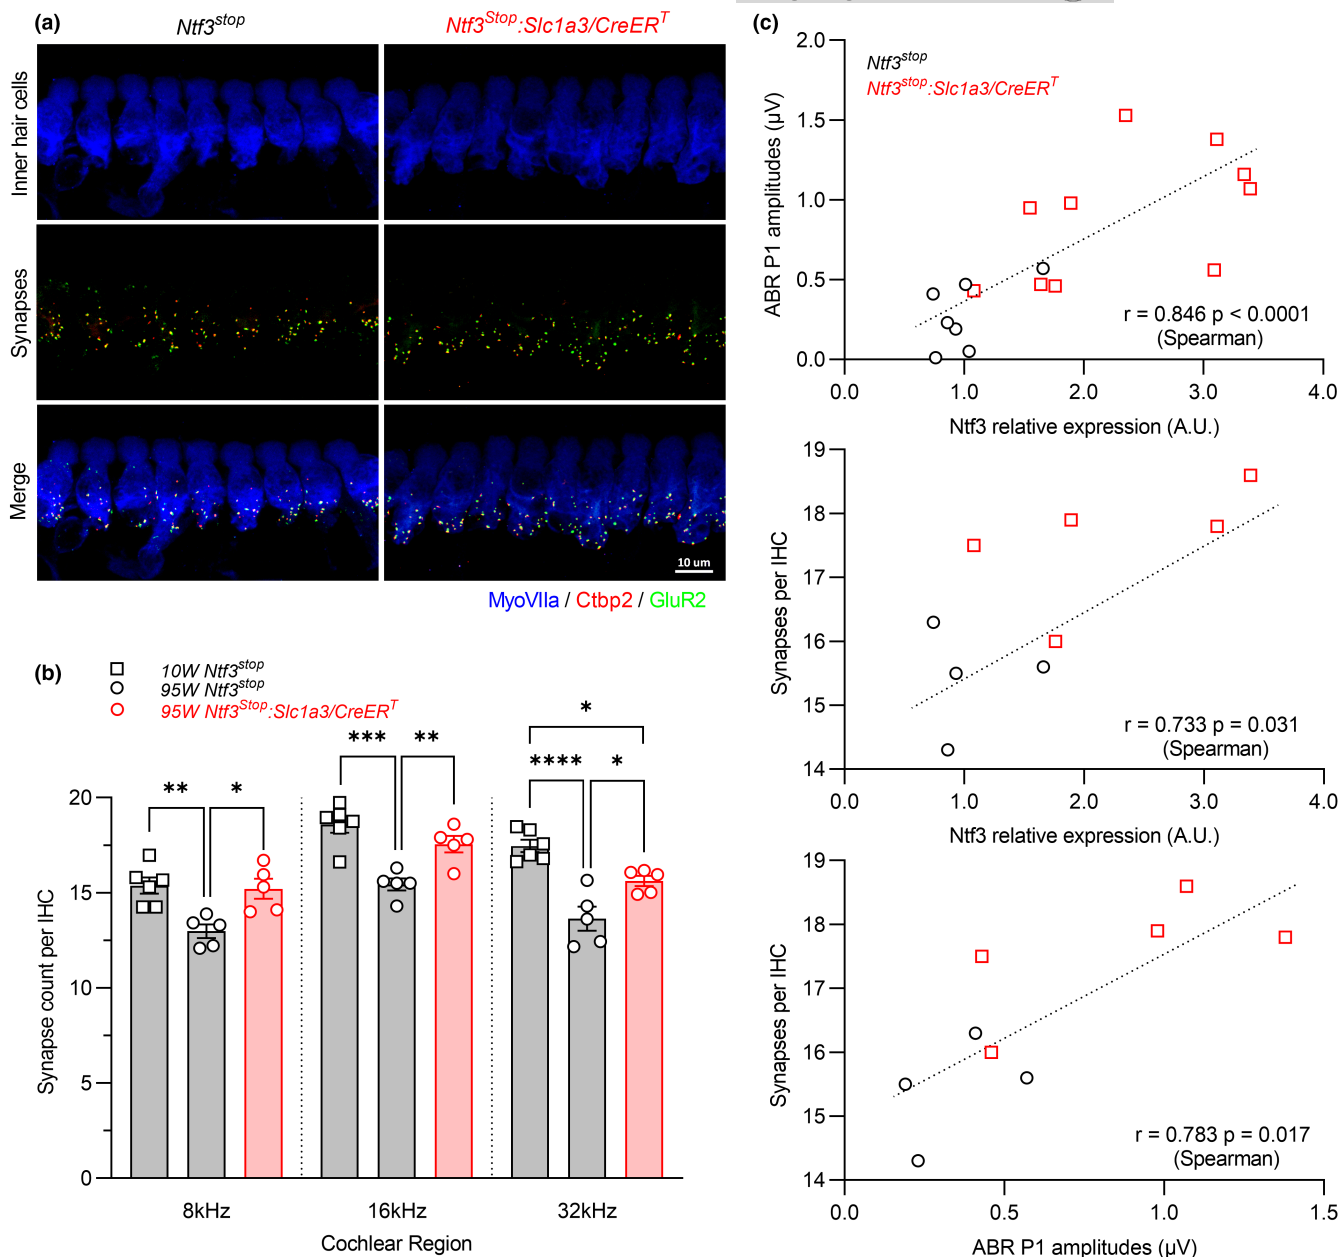 (a)
Ntf3stop
Ntf3Stop:Slc1a3/CreERT
Inner hair cells
Synapses
Merge
10 um
MyoVIIa / Ctbp2 / GluR2
(b)
10W Ntf3stop
95W Ntf3stop
95W Ntf3Stop:Slc1a3/CreERT
Synapse count per IHC
20
15
10
5
0
** *
*** **
*
**** *
8kHz 16kHz 32kHz
Cochlear Region
(c)
Ntf3stop
Ntf3stop:Slc1a3/CreERT
ABR P1 amplitudes (µV)
2.0
1.5
1.0
0.5
0.0
r = 0.846 p < 0.0001
(Spearman)
0.0 1.0 2.0 3.0 4.0
Ntf3 relative expression (A.U.)
Synapses per IHC
19
18
17
16
15
14
r = 0.733 p = 0.031
(Spearman)
0.0 1.0 2.0 3.0 4.0
Ntf3 relative expression (A.U.)
Synapses per IHC
19
18
17
16
15
14
r = 0.783 p = 0.017
(Spearman)
0.0 0.5 1.0 1.5
ABR P1 amplitudes (µV)